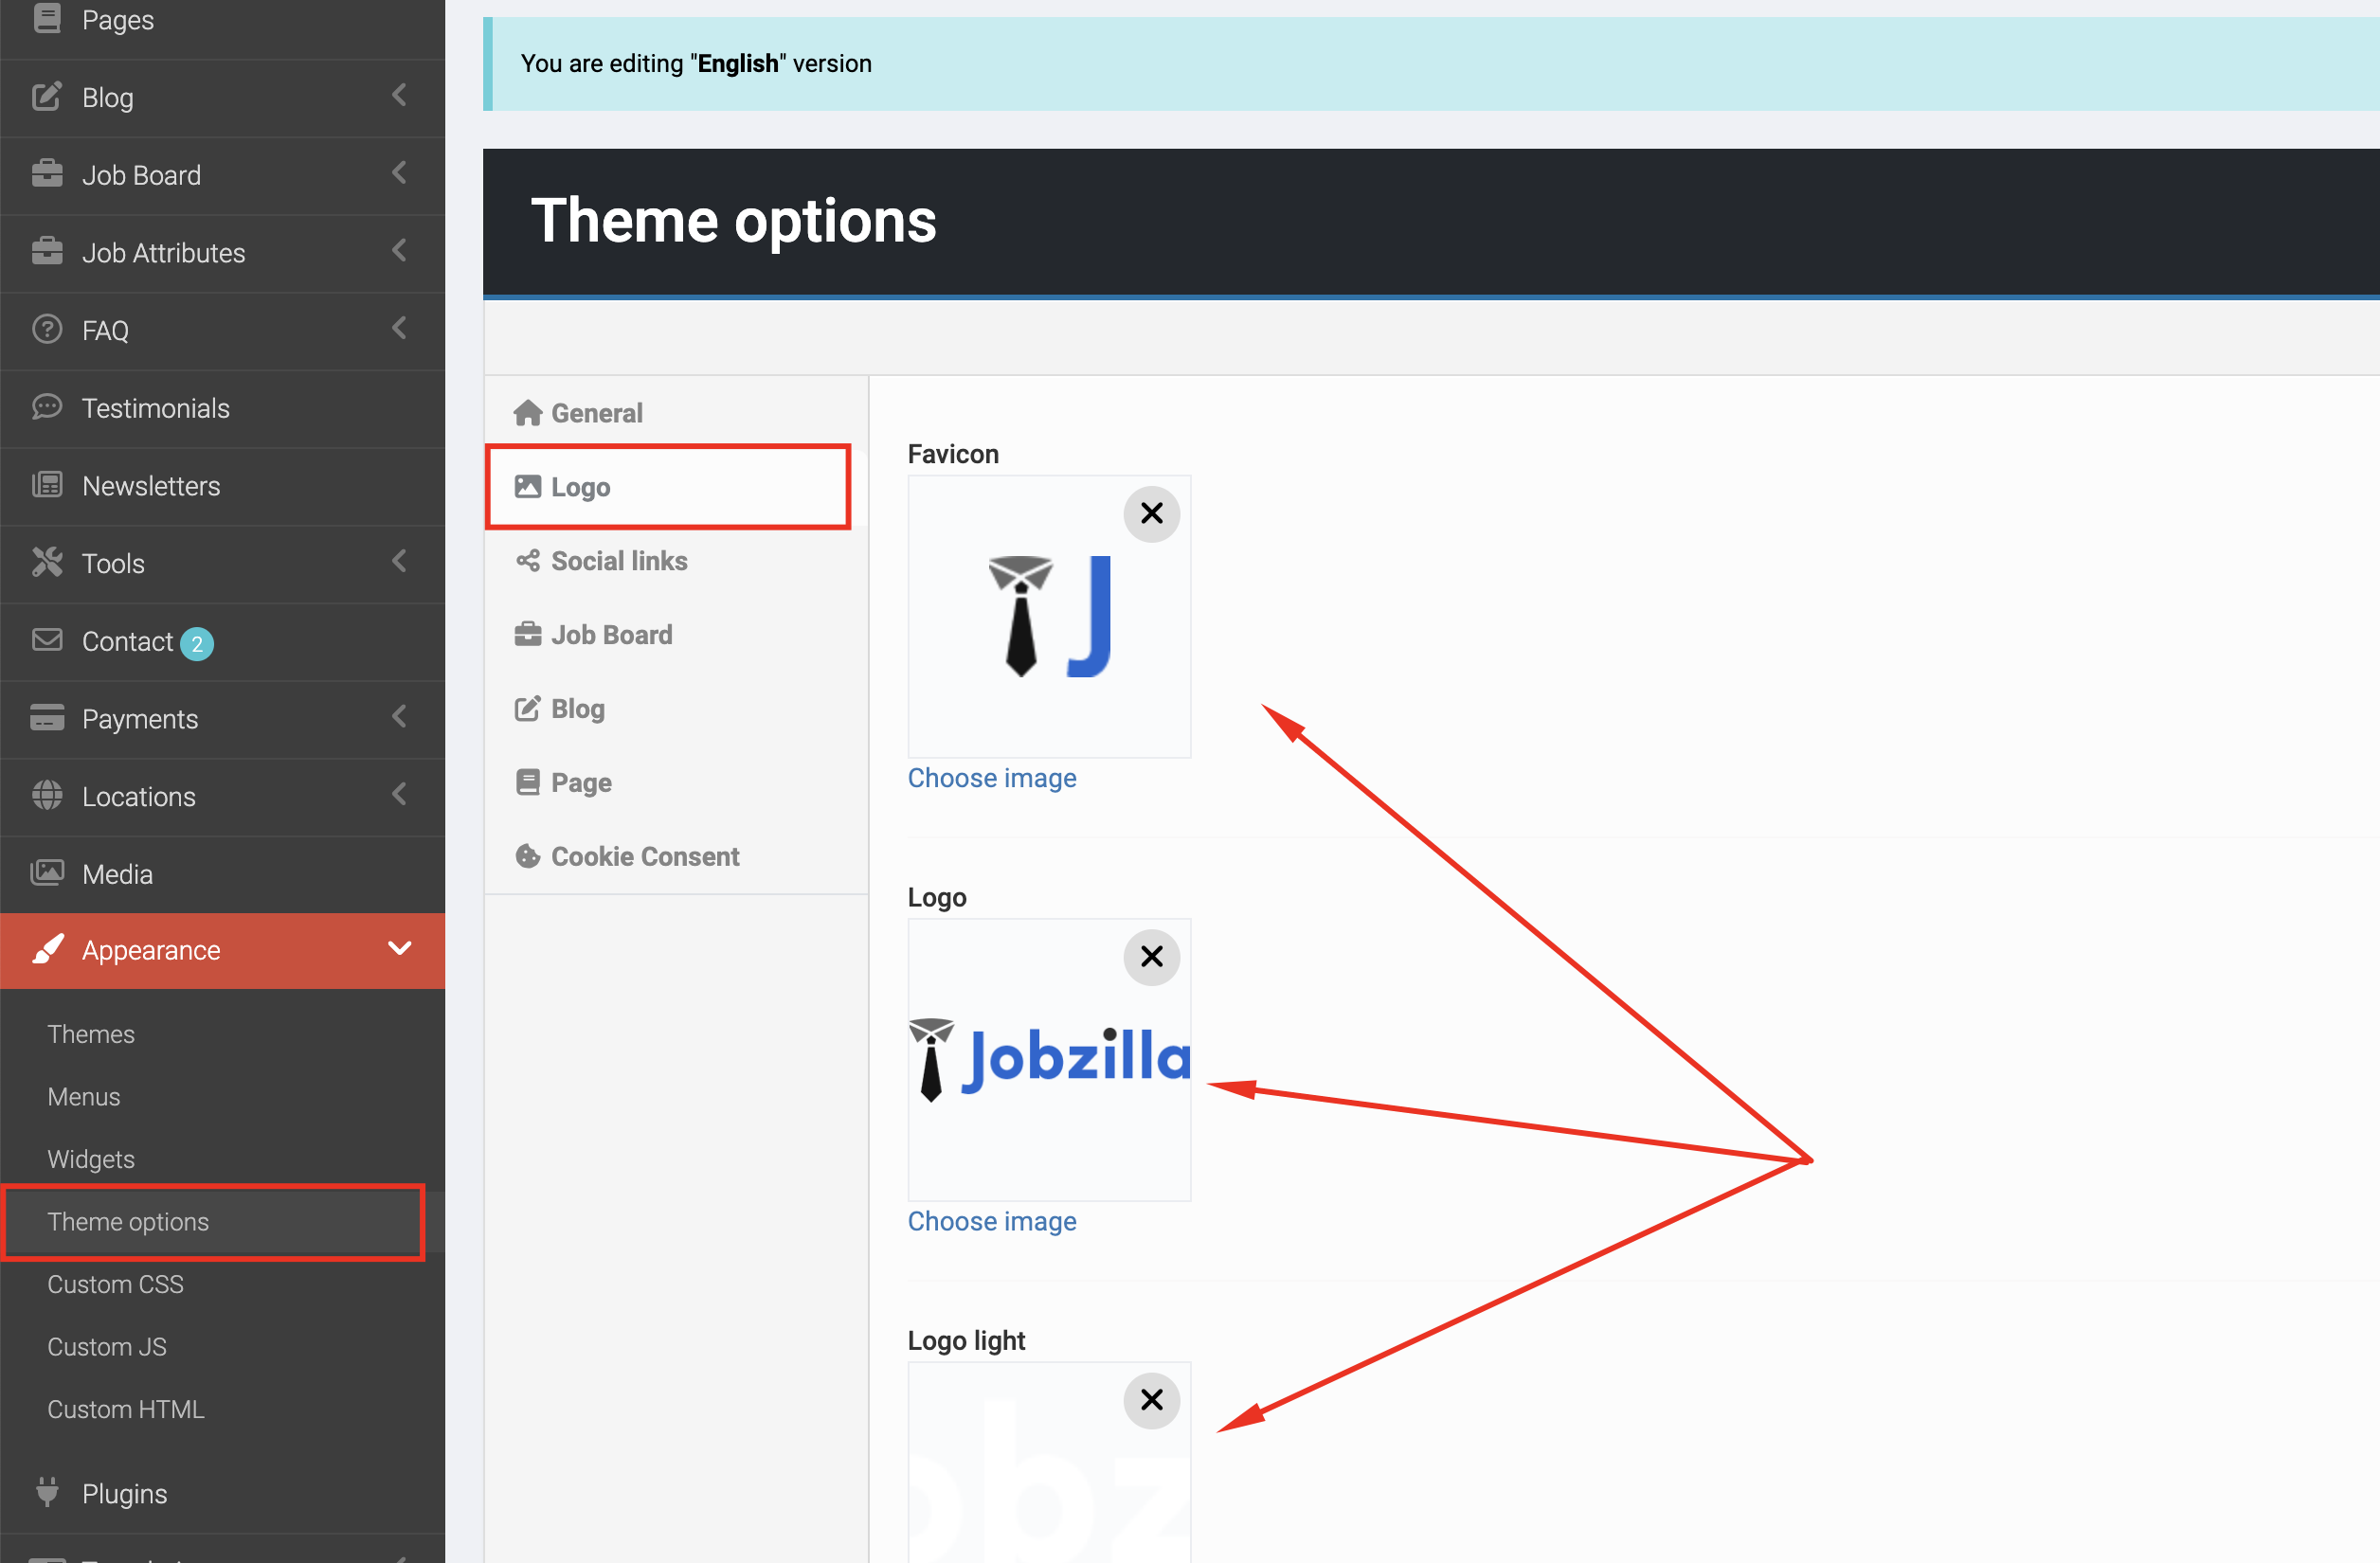 Pages
Blog
Job Board
Job Attributes
FAQ
Testimonials
Newsletters
Tools
Contact 2
Payments
Locations
Media
Appearance
Themes
Menus
Widgets
Theme options
Custom CSS
Custom JS
Custom HTML
Plugins
You are editing "English" version
Theme options
General
Logo
Social links
Job Board
Blog
Page
Cookie Consent
Favicon
J
Choose image
Logo
Jobzilla
Choose image
Logo light
obz